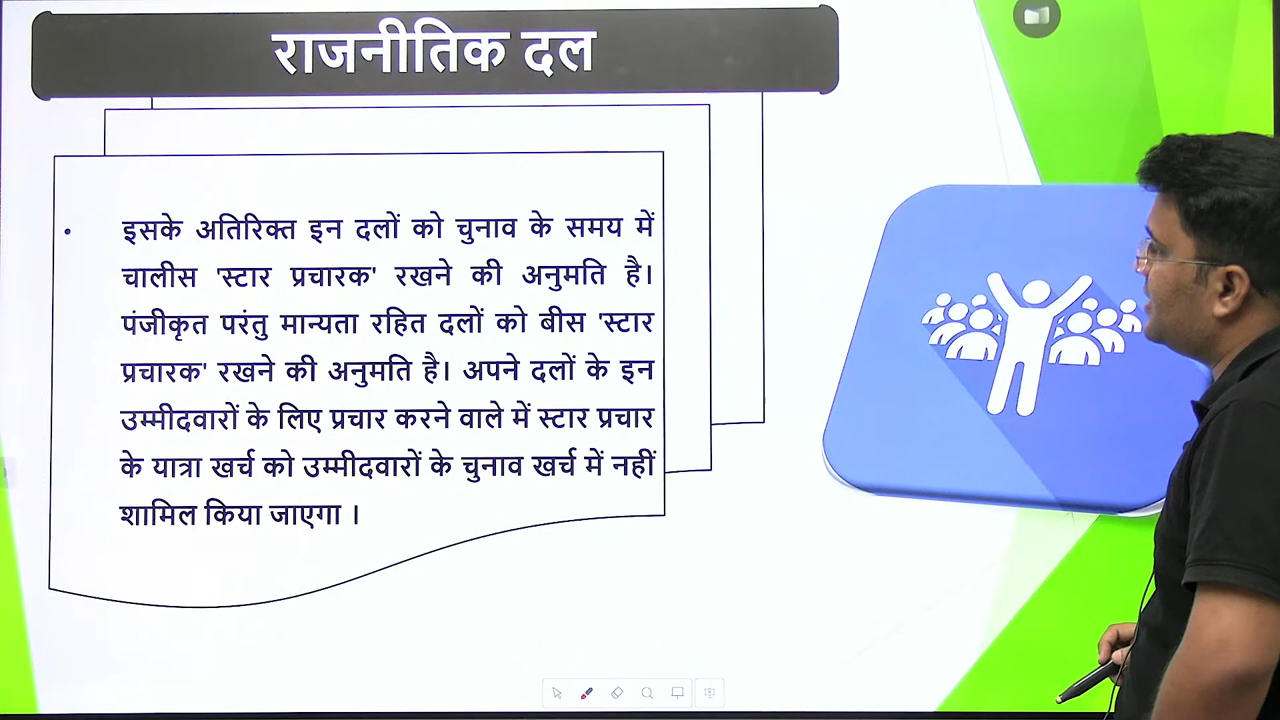 राजनीतिक दल
• इसके अतिरिक्त इन दलों को चुनाव के समय में
चालीस 'स्टार प्रचारक' रखने की अनुमति है।
पंजीकृत परंतु मान्यता रहित दलों को बीस 'स्टार
प्रचारक' रखने की अनुमति है। अपने दलों के इन
उम्मीदवारों के लिए प्रचार करने वाले में स्टार प्रचार
के यात्रा खर्च को उम्मीदवारों के चुनाव खर्च में नहीं
शामिल किया जाएगा ।